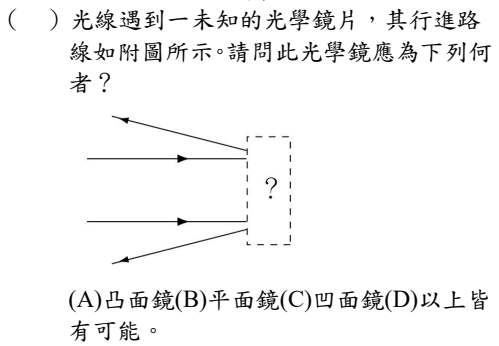 （　）光線遇到一未知的光學鏡片，其行進路
線如附圖所示。請問此光學鏡應為下列何
者？
?
(A)凸面鏡(B)平面鏡(C)凹面鏡(D)以上皆
有可能。